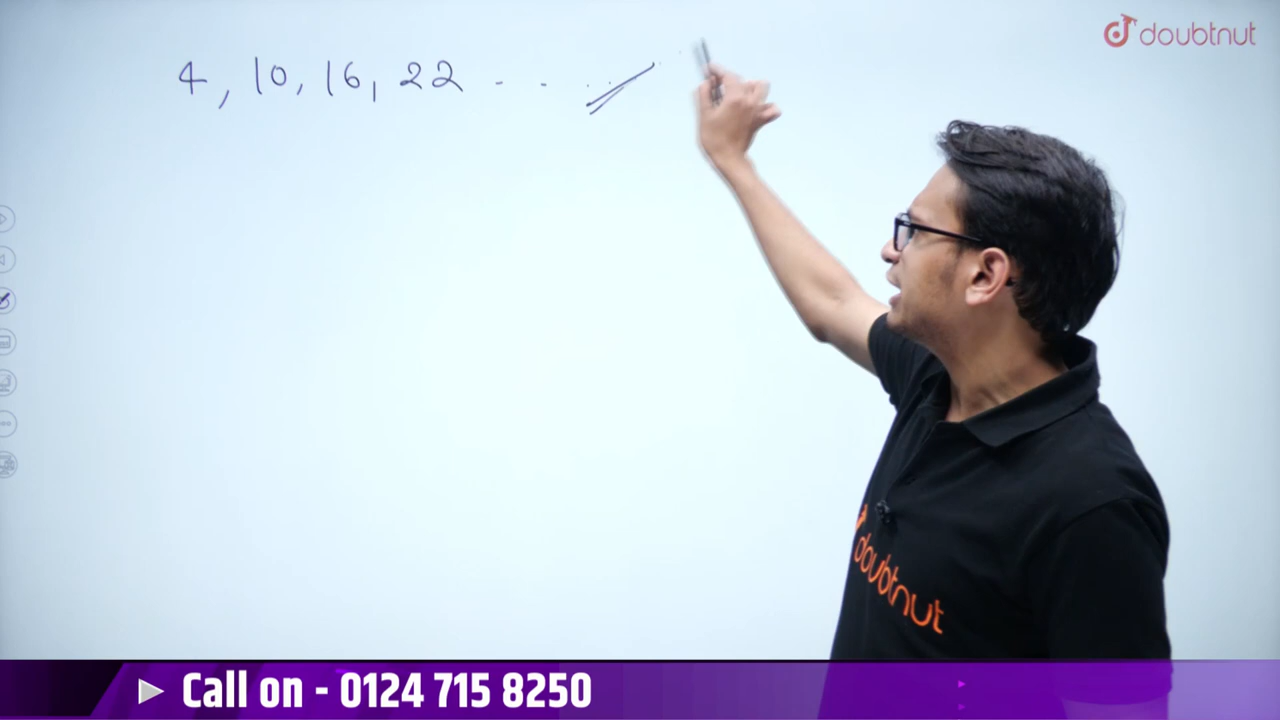 doubtnut
4, 10, 16, 22 - - . .
doubtnut
Call on - 0124 715 8250